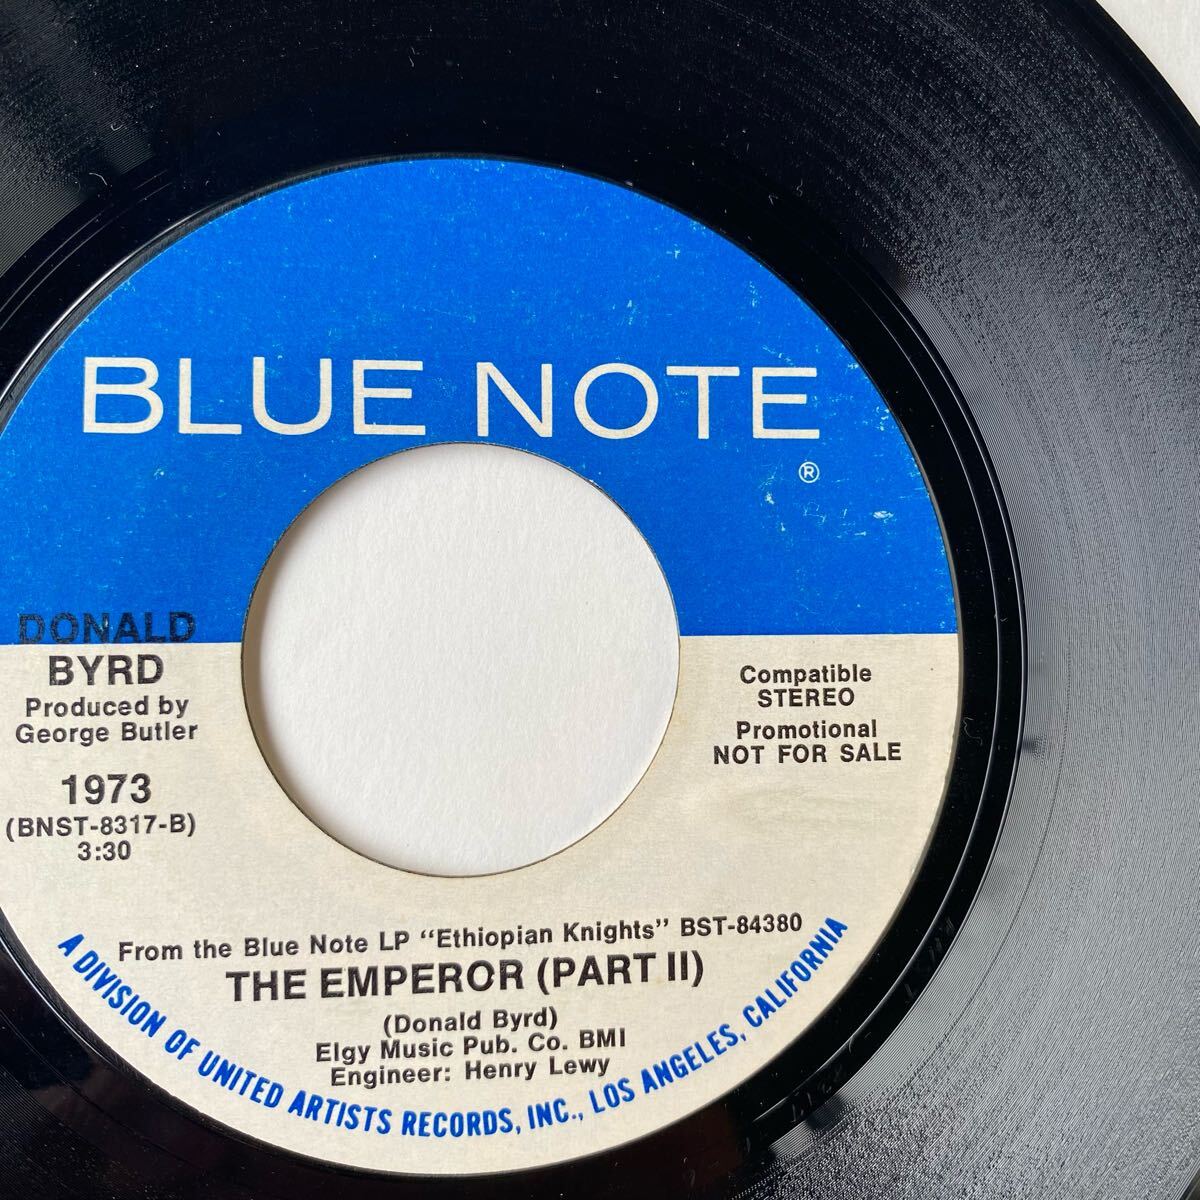 BLUE NOTE
®
DONALD
BYRD
Produced by
George Butler
1973
(BNST-8317-B)
3:30
Compatible
STEREO
Promotional
NOT FOR SALE
From the Blue Note LP "Ethiopian Knights" BST-84380
THE EMPEROR (PART II)
(Donald Byrd)
Elgy Music Pub. Co. BMI
Engineer: Henry Lewy
A DIVISION OF UNITED ARTISTS RECORDS, INC., LOS ANGELES, CALIFORNIA